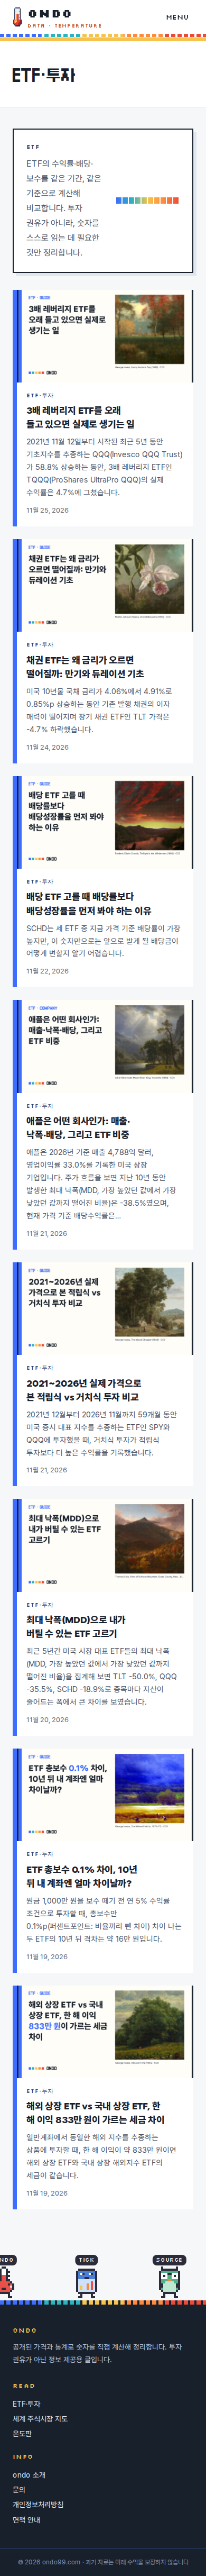 ONDO
DATA · TEMPERATURE
MENU
ETF·투자
ETF
ETF의 수익률·배당·
보수를 같은 기간, 같은
기준으로 계산해
비교합니다. 투자
권유가 아니라, 숫자를
스스로 읽는 데 필요한
것만 정리합니다.
ETF · GUIDE
3배 레버리지 ETF를
오래 들고 있으면 실제로
생기는 일
ONDO
ETF·투자
3배 레버리지 ETF를 오래
들고 있으면 실제로 생기는 일
2021년 11월 12일부터 시작된 최근 5년 동안
기초지수를 추종하는 QQQ(Invesco QQQ Trust)
가 58.8% 상승하는 동안, 3배 레버리지 ETF인
TQQQ(ProShares UltraPro QQQ)의 실제
수익률은 4.7%에 그쳤습니다.
11월 25, 2026
ETF · GUIDE
채권 ETF는 왜 금리가
오르면 떨어질까: 만기와
듀레이션 기초
ONDO
ETF·투자
채권 ETF는 왜 금리가 오르면
떨어질까: 만기와 듀레이션 기초
미국 10년물 국채 금리가 4.06%에서 4.91%로
0.85%p 상승하는 동안 기존 발행 채권의 이자
매력이 떨어지며 장기 채권 ETF인 TLT 가격은
-4.7% 하락했습니다.
11월 24, 2026
ETF · GUIDE
배당 ETF 고를 때
배당률보다
배당성장률을 먼저 봐야
하는 이유
ONDO
ETF·투자
배당 ETF 고를 때 배당률보다
배당성장률을 먼저 봐야 하는 이유
SCHD는 세 ETF 중 지금 가격 기준 배당률이 가장
높지만, 이 숫자만으로는 앞으로 받게 될 배당금이
어떻게 변할지 알기 어렵습니다.
11월 22, 2026
ETF · COMPANY
애플은 어떤 회사인가:
매출·낙폭·배당, 그리고
ETF 비중
ONDO
ETF·투자
애플은 어떤 회사인가: 매출·
낙폭·배당, 그리고 ETF 비중
애플은 2026년 기준 매출 4,788억 달러,
영업이익률 33.0%를 기록한 미국 상장
기업입니다. 주가 흐름을 보면 지난 10년 동안
발생한 최대 낙폭(MDD, 가장 높았던 값에서 가장
낮았던 값까지 떨어진 비율)은 -38.5%였으며,
현재 가격 기준 배당수익률은…
11월 21, 2026
ETF · GUIDE
2021~2026년 실제
가격으로 본 적립식 vs
거치식 투자 비교
ONDO
ETF·투자
2021~2026년 실제 가격으로
본 적립식 vs 거치식 투자 비교
2021년 12월부터 2026년 11월까지 59개월 동안
미국 증시 대표 지수를 추종하는 ETF인 SPY와
QQQ에 투자했을 때, 거치식 투자가 적립식
투자보다 더 높은 수익률을 기록했습니다.
11월 21, 2026
ETF · GUIDE
최대 낙폭(MDD)으로
내가 버틸 수 있는 ETF
고르기
ONDO
ETF·투자
최대 낙폭(MDD)으로 내가
버틸 수 있는 ETF 고르기
최근 5년간 미국 시장 대표 ETF들의 최대 낙폭
(MDD, 가장 높았던 값에서 가장 낮았던 값까지
떨어진 비율)을 집계해 보면 TLT -50.0%, QQQ
-35.5%, SCHD -18.9%로 종목마다 자산이
줄어드는 폭에서 큰 차이를 보였습니다.
11월 20, 2026
ETF · GUIDE
ETF 총보수 0.1% 차이,
10년 뒤 내 계좌엔 얼마
차이날까?
ONDO
ETF·투자
ETF 총보수 0.1% 차이, 10년
뒤 내 계좌엔 얼마 차이날까?
원금 1,000만 원을 보수 떼기 전 연 5% 수익률
조건으로 투자할 때, 총보수만
0.1%p(퍼센트포인트: 비율끼리 뺀 차이) 차이 나는
두 ETF의 10년 뒤 격차는 약 16만 원입니다.
11월 19, 2026
ETF · GUIDE
해외 상장 ETF vs 국내
상장 ETF, 한 해 이익
833만 원이 가르는 세금
차이
ONDO
ETF·투자
해외 상장 ETF vs 국내 상장 ETF, 한
해 이익 833만 원이 가르는 세금 차이
일반계좌에서 동일한 해외 지수를 추종하는
상품에 투자할 때, 한 해 이익이 약 833만 원이면
해외 상장 ETF와 국내 상장 해외지수 ETF의
세금이 같습니다.
11월 19, 2026
TICK
SOURCE
ONDO
공개된 가격과 통계로 숫자를 직접 계산해 정리합니다. 투자
권유가 아닌 정보 제공용 글입니다.
READ
ETF·투자
세계 주식시장 지도
온도판
INFO
ondo 소개
문의
개인정보처리방침
면책 안내
© 2026 ondo99.com · 과거 자료는 미래 수익을 보장하지 않습니다